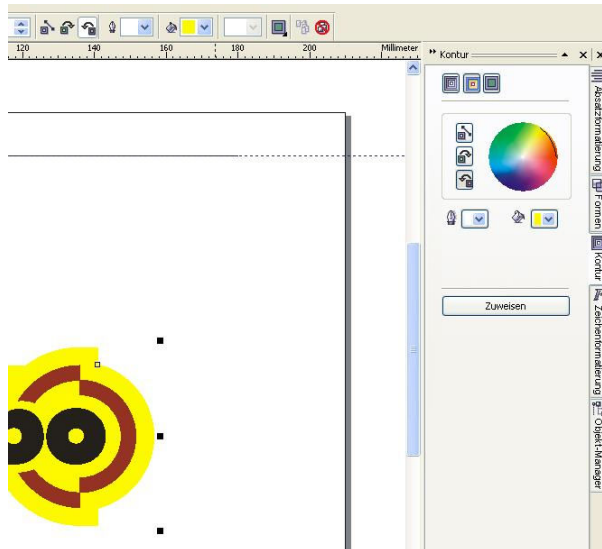 120 140 160 180 200 Millimeter
Kontur
Zuweisen
Absatzformatierung
Formen
Kontur
Zeichenformatierung
Objekt-Manager